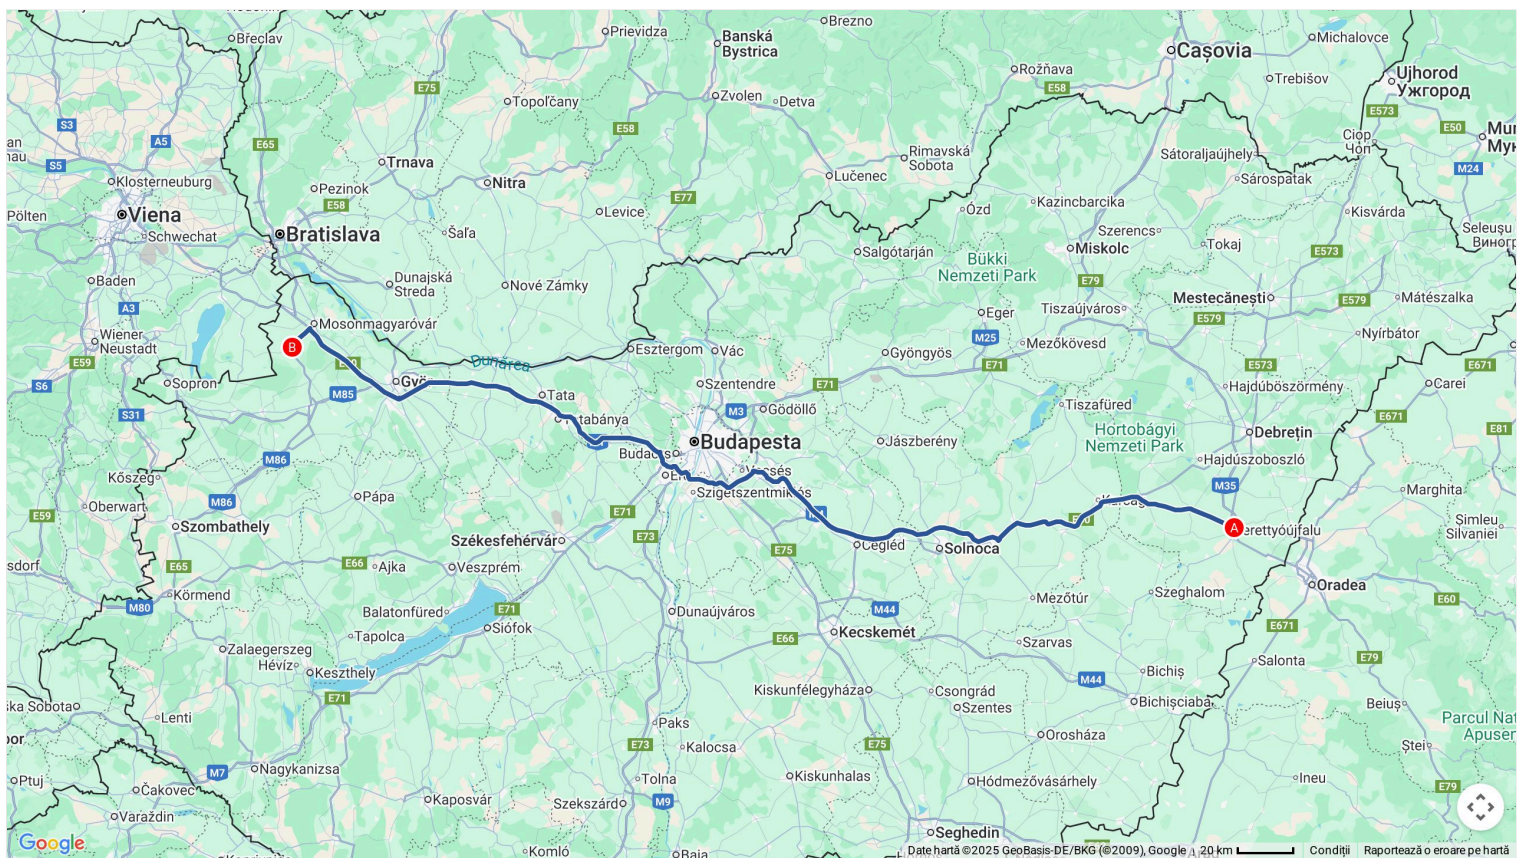 Břeclav
Prievidza
Banská
Bystrica
Brezno
Cașovia
Michalovce
Rožňava
Trebišov
Ujhorod
Ужгород
E75
Topoľčany
Zvolen
Detva
E58
E573
S3
A5
E65
E58
Чоп
E50
S5
Trnava
Rimavská
Sobota
Sátoraljaújhely
M24
Klosterneuburg
Pezinok
Nitra
Lučenec
Sárospatak
E58
E77
Viena
Levice
Ózd
Kazincbarcika
Kisvárda
Pölten
Schwechat
Bratislava
Šaľa
Salgótarján
Szerencs
Tokaj
Miskolc
E573
Bükki
Nemzeti Park
Baden
Dunajská
Streda
Nové Zámky
E79
A3
Mestecănești
E579
Mátészalka
Tiszaújváros
E579
Eger
Mosonmagyaróvár
Wiener
Neustadt
M25
Mezőkövesd
Nyírbátor
B
Esztergom
Vác
Gyöngyös
E59
Dunărea
E71
E573
E671
S6
Sopron
M85
Szentendre
E71
Hajdúböszörmény
Carei
Tata
M3
Gödöllő
Tiszafüred
S31
E671
Hortobágyi
Nemzeti Park
E81
Debrețin
Budapesta
Jászberény
M86
Hajdúszoboszló
Kőszeg
M35
Marghita
Pápa
M86
Szigetszentmiklós
Oberwart
E71
E59
Szombathely
A
Șimleu
Silvaniei
E73
Székesfehérvár
E75
Cegléd
Solnoca
E66
Ajka
Veszprém
E65
Oradea
Körmend
Szeghalom
Mezőtúr
E60
M80
Balatonfüred
E71
Dunaújváros
M44
E671
Siófok
Tapolca
Kecskemét
E66
Szarvas
Zalaegerszeg
Hévíz
Keszthely
Salonta
E79
Bichiș
M44
E71
Kiskunfélegyháza
Csongrád
Szentes
Bichișciaba
Beiuș
Lenti
Paks
Orosháza
E73
Kalocsa
E75
Ștei
Nagykanizsa
M7
Ptuj
Tolna
Kiskunhalas
Hódmezővásárhely
Ineu
E79
Čakovec
Kaposvár
Szekszárd
M9
Varaždin
Seghedin
Google
Komló
Baja
Date hartă ©2025 GeoBasis-DE/BKG (©2009), Google
20 km
Condiții
Raportează o eroare pe hartă